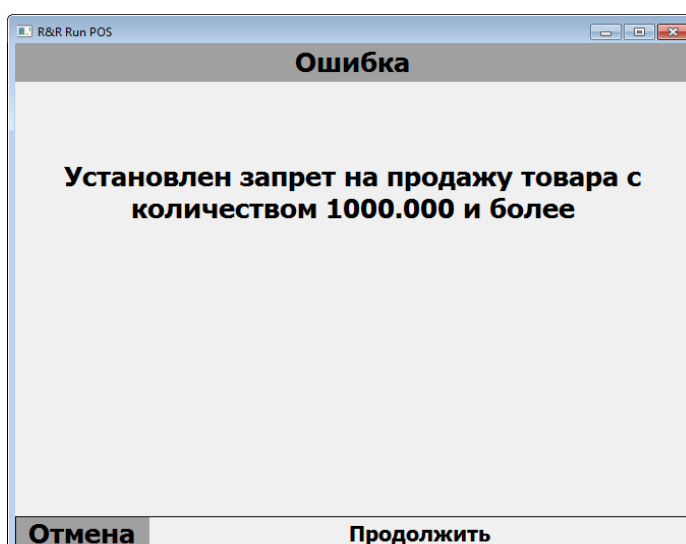 R&R Run POS
Ошибка
Установлен запрет на продажу товара с
количеством 1000.000 и более
Отмена
Продолжить